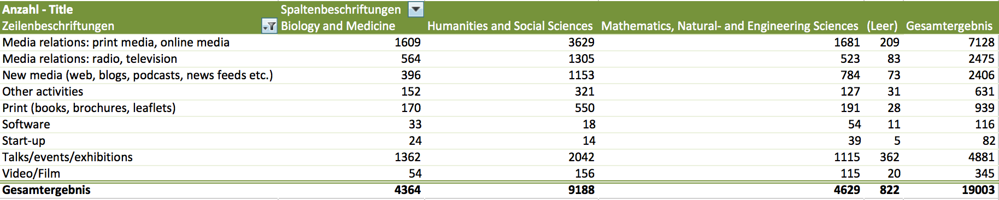 Anzahl - Title Spaltenbeschriftungen
Zeilenbeschriftungen Biology and Medicine Humanities and Social Sciences Mathematics, Natural- and Engineering Sciences (Leer) Gesamtergebnis
Media relations: print media, online media 1609 3629 1681 209 7128
Media relations: radio, television 564 1305 523 83 2475
New media (web, blogs, podcasts, news feeds etc.) 396 1153 784 73 2406
Other activities 152 321 127 31 631
Print (books, brochures, leaflets) 170 550 191 28 939
Software 33 18 54 11 116
Start-up 24 14 39 5 82
Talks/events/exhibitions 1362 2042 1115 362 4881
Video/Film 54 156 115 20 345
Gesamtergebnis 4364 9188 4629 822 19003